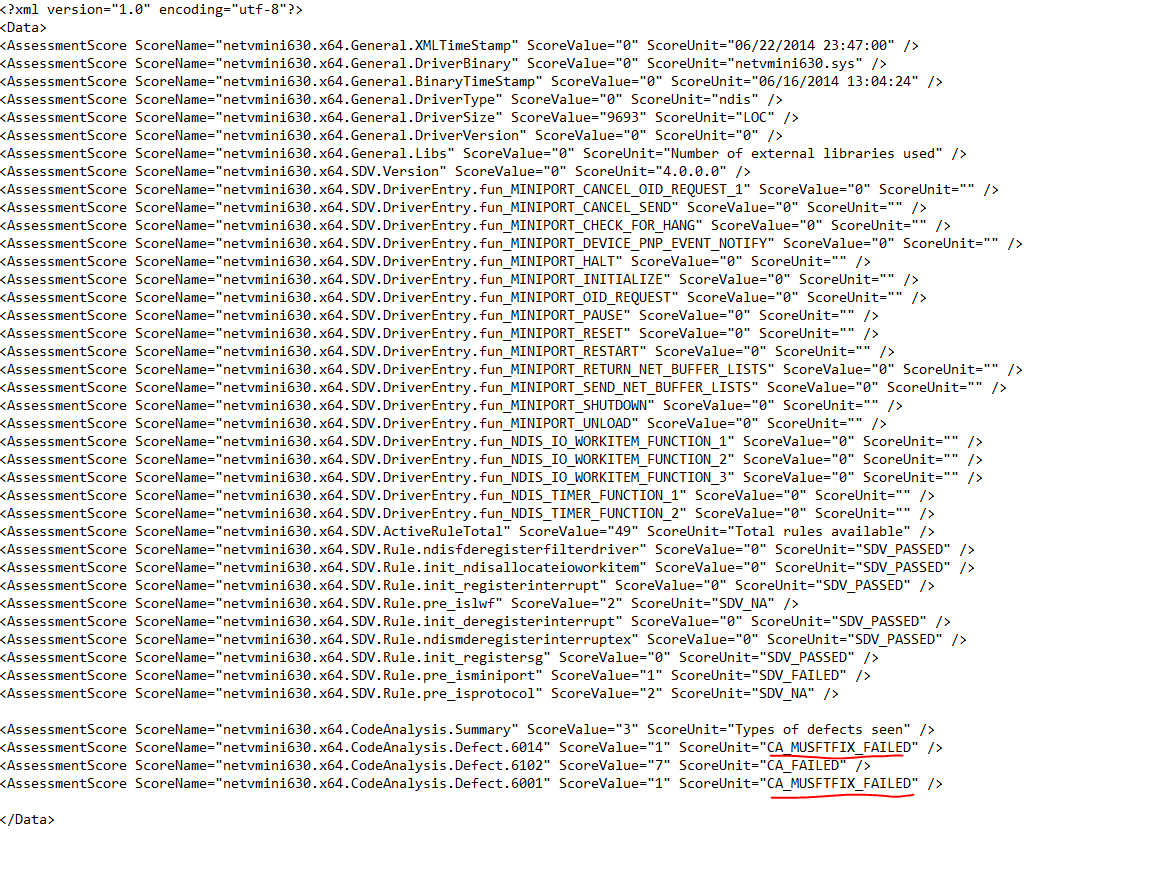 <?xml version="1.0" encoding="utf-8"?>
<Data>
<AssessmentScore ScoreName="netvmini630.x64.General.XMLTimeStamp" ScoreValue="0" ScoreUnit="06/22/2014 23:47:00" />
<AssessmentScore ScoreName="netvmini630.x64.General.DriverBinary" ScoreValue="0" ScoreUnit="netvmini630.sys" />
<AssessmentScore ScoreName="netvmini630.x64.General.BinaryTimeStamp" ScoreValue="0" ScoreUnit="06/16/2014 13:04:24" />
<AssessmentScore ScoreName="netvmini630.x64.General.DriverType" ScoreValue="0" ScoreUnit="ndis" />
<AssessmentScore ScoreName="netvmini630.x64.General.DriverSize" ScoreValue="9693" ScoreUnit="LOC" />
<AssessmentScore ScoreName="netvmini630.x64.General.DriverVersion" ScoreValue="0" ScoreUnit="0" />
<AssessmentScore ScoreName="netvmini630.x64.General.Libs" ScoreValue="0" ScoreUnit="Number of external libraries used" />
<AssessmentScore ScoreName="netvmini630.x64.SDV.Version" ScoreValue="0" ScoreUnit="4.0.0.0" />
<AssessmentScore ScoreName="netvmini630.x64.SDV.DriverEntry.fun_MINIPORT_CANCEL_OID_REQUEST_1" ScoreValue="0" ScoreUnit="" />
<AssessmentScore ScoreName="netvmini630.x64.SDV.DriverEntry.fun_MINIPORT_CANCEL_SEND" ScoreValue="0" ScoreUnit="" />
<AssessmentScore ScoreName="netvmini630.x64.SDV.DriverEntry.fun_MINIPORT_CHECK_FOR_HANG" ScoreValue="0" ScoreUnit="" />
<AssessmentScore ScoreName="netvmini630.x64.SDV.DriverEntry.fun_MINIPORT_DEVICE_PNP_EVENT_NOTIFY" ScoreValue="0" ScoreUnit="" />
<AssessmentScore ScoreName="netvmini630.x64.SDV.DriverEntry.fun_MINIPORT_HALT" ScoreValue="0" ScoreUnit="" />
<AssessmentScore ScoreName="netvmini630.x64.SDV.DriverEntry.fun_MINIPORT_INITIALIZE" ScoreValue="0" ScoreUnit="" />
<AssessmentScore ScoreName="netvmini630.x64.SDV.DriverEntry.fun_MINIPORT_OID_REQUEST" ScoreValue="0" ScoreUnit="" />
<AssessmentScore ScoreName="netvmini630.x64.SDV.DriverEntry.fun_MINIPORT_PAUSE" ScoreValue="0" ScoreUnit="" />
<AssessmentScore ScoreName="netvmini630.x64.SDV.DriverEntry.fun_MINIPORT_RESET" ScoreValue="0" ScoreUnit="" />
<AssessmentScore ScoreName="netvmini630.x64.SDV.DriverEntry.fun_MINIPORT_RESTART" ScoreValue="0" ScoreUnit="" />
<AssessmentScore ScoreName="netvmini630.x64.SDV.DriverEntry.fun_MINIPORT_RETURN_NET_BUFFER_LISTS" ScoreValue="0" ScoreUnit="" />
<AssessmentScore ScoreName="netvmini630.x64.SDV.DriverEntry.fun_MINIPORT_SEND_NET_BUFFER_LISTS" ScoreValue="0" ScoreUnit="" />
<AssessmentScore ScoreName="netvmini630.x64.SDV.DriverEntry.fun_MINIPORT_SHUTDOWN" ScoreValue="0" ScoreUnit="" />
<AssessmentScore ScoreName="netvmini630.x64.SDV.DriverEntry.fun_MINIPORT_UNLOAD" ScoreValue="0" ScoreUnit="" />
<AssessmentScore ScoreName="netvmini630.x64.SDV.DriverEntry.fun_NDIS_IO_WORKITEM_FUNCTION_1" ScoreValue="0" ScoreUnit="" />
<AssessmentScore ScoreName="netvmini630.x64.SDV.DriverEntry.fun_NDIS_IO_WORKITEM_FUNCTION_2" ScoreValue="0" ScoreUnit="" />
<AssessmentScore ScoreName="netvmini630.x64.SDV.DriverEntry.fun_NDIS_IO_WORKITEM_FUNCTION_3" ScoreValue="0" ScoreUnit="" />
<AssessmentScore ScoreName="netvmini630.x64.SDV.DriverEntry.fun_NDIS_TIMER_FUNCTION_1" ScoreValue="0" ScoreUnit="" />
<AssessmentScore ScoreName="netvmini630.x64.SDV.DriverEntry.fun_NDIS_TIMER_FUNCTION_2" ScoreValue="0" ScoreUnit="" />
<AssessmentScore ScoreName="netvmini630.x64.SDV.ActiveRuleTotal" ScoreValue="49" ScoreUnit="Total rules available" />
<AssessmentScore ScoreName="netvmini630.x64.SDV.Rule.ndisfderegisterfilterdriver" ScoreValue="0" ScoreUnit="SDV_PASSED" />
<AssessmentScore ScoreName="netvmini630.x64.SDV.Rule.init_ndisallocateioworkitem" ScoreValue="0" ScoreUnit="SDV_PASSED" />
<AssessmentScore ScoreName="netvmini630.x64.SDV.Rule.init_registerinterrupt" ScoreValue="0" ScoreUnit="SDV_PASSED" />
<AssessmentScore ScoreName="netvmini630.x64.SDV.Rule.pre_islwf" ScoreValue="2" ScoreUnit="SDV_NA" />
<AssessmentScore ScoreName="netvmini630.x64.SDV.Rule.init_deregisterinterrupt" ScoreValue="0" ScoreUnit="SDV_PASSED" />
<AssessmentScore ScoreName="netvmini630.x64.SDV.Rule.ndismderegisterinterruptex" ScoreValue="0" ScoreUnit="SDV_PASSED" />
<AssessmentScore ScoreName="netvmini630.x64.SDV.Rule.init_registersg" ScoreValue="0" ScoreUnit="SDV_PASSED" />
<AssessmentScore ScoreName="netvmini630.x64.SDV.Rule.pre_isminiport" ScoreValue="1" ScoreUnit="SDV_FAILED" />
<AssessmentScore ScoreName="netvmini630.x64.SDV.Rule.pre_isprotocol" ScoreValue="2" ScoreUnit="SDV_NA" />
<AssessmentScore ScoreName="netvmini630.x64.CodeAnalysis.Summary" ScoreValue="3" ScoreUnit="Types of defects seen" />
<AssessmentScore ScoreName="netvmini630.x64.CodeAnalysis.Defect.6014" ScoreValue="1" ScoreUnit="CA_MUSFTFIX_FAILED" />
<AssessmentScore ScoreName="netvmini630.x64.CodeAnalysis.Defect.6102" ScoreValue="7" ScoreUnit="CA_FAILED" />
<AssessmentScore ScoreName="netvmini630.x64.CodeAnalysis.Defect.6001" ScoreValue="1" ScoreUnit="CA_MUSFTFIX_FAILED" />
</Data>